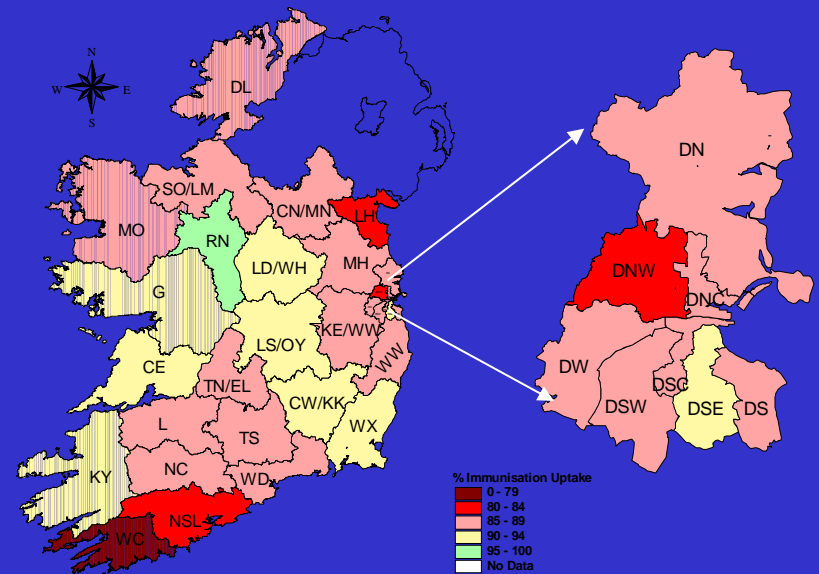 N
W E
S
DL
SO/LM
CN/MN
LH
MO
RN
LD/WH
MH
G
KE/WW
LS/OY
WW
CE
TN/EL
CW/KK
L
TS
WX
KY
NC
WD
NSL
WC
DN
DNW
DNC
DW
DSC
DSW
DSE
DS
% Immunisation Uptake
0 - 79
80 - 84
85 - 89
90 - 94
95 - 100
No Data